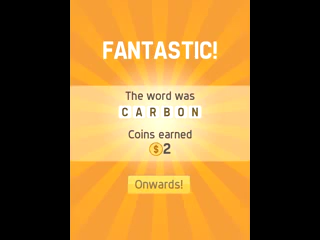 FANTASTIC!
The word was
CARBON
Coins earned
$2
Onwards!